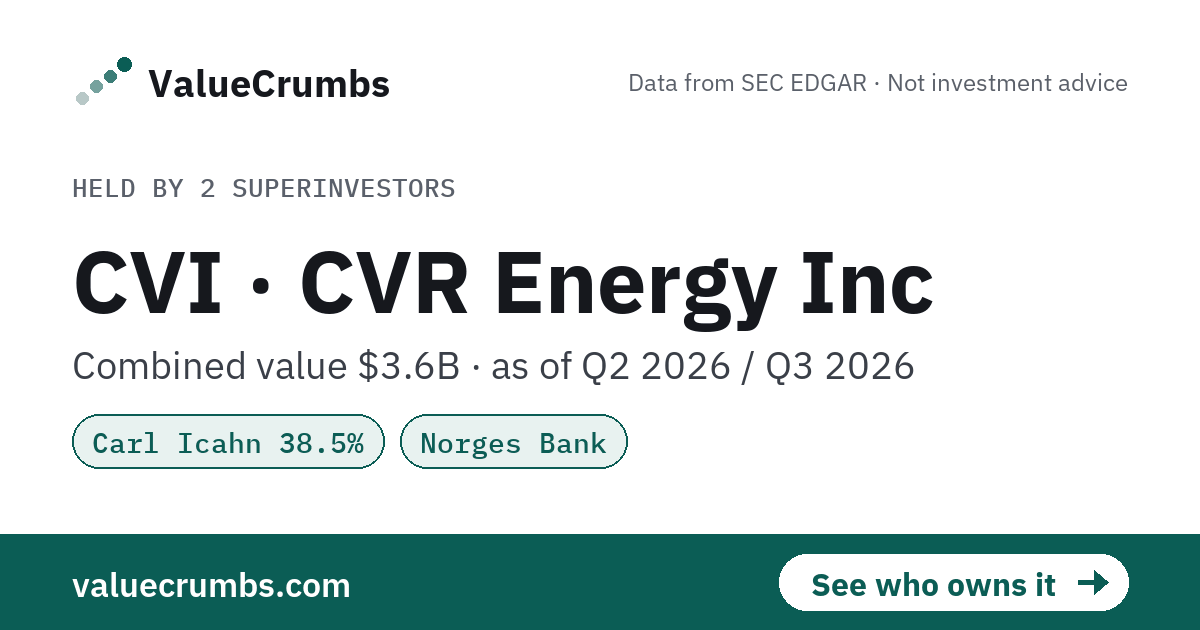 ValueCrumbs
Data from SEC EDGAR · Not investment advice
HELD BY 2 SUPERINVESTORS
CVI · CVR Energy Inc
Combined value $3.6B · as of Q2 2026 / Q3 2026
Carl Icahn 38.5%
Norges Bank
valuecrumbs.com
See who owns it